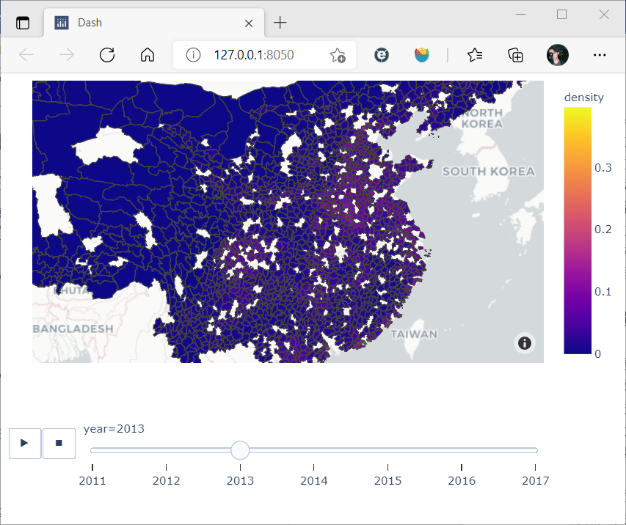 Dash
127.0.0.1:8050
density
NORTH
KOREA
SOUTH KOREA
0.3
0.2
0.1
BHUTA
BANGLADESH
TAIWAN
0
year=2013
2011
2012
2013
2014
2015
2016
2017